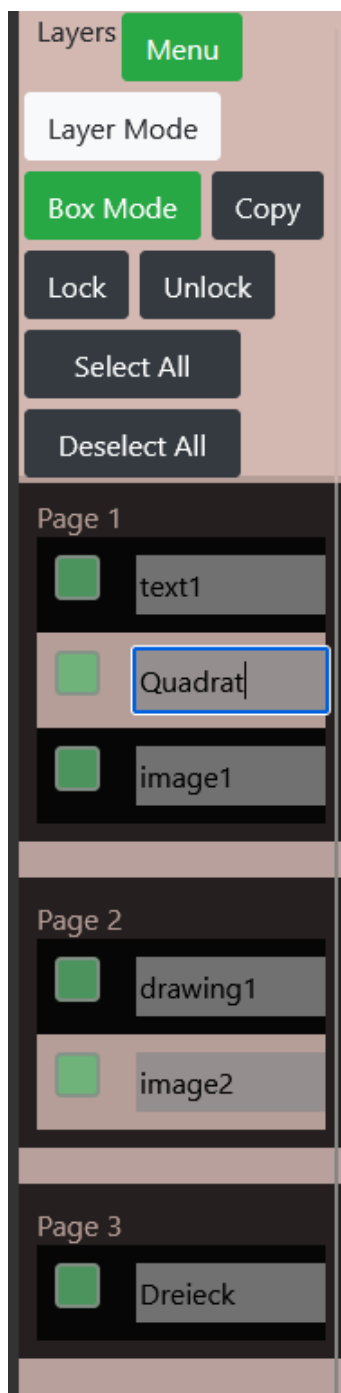 Layers Menu
Layer Mode
Box Mode Copy
Lock Unlock
Select All
Deselect All
Page 1
text1
Quadrat
image1
Page 2
drawing1
image2
Page 3
Dreieck